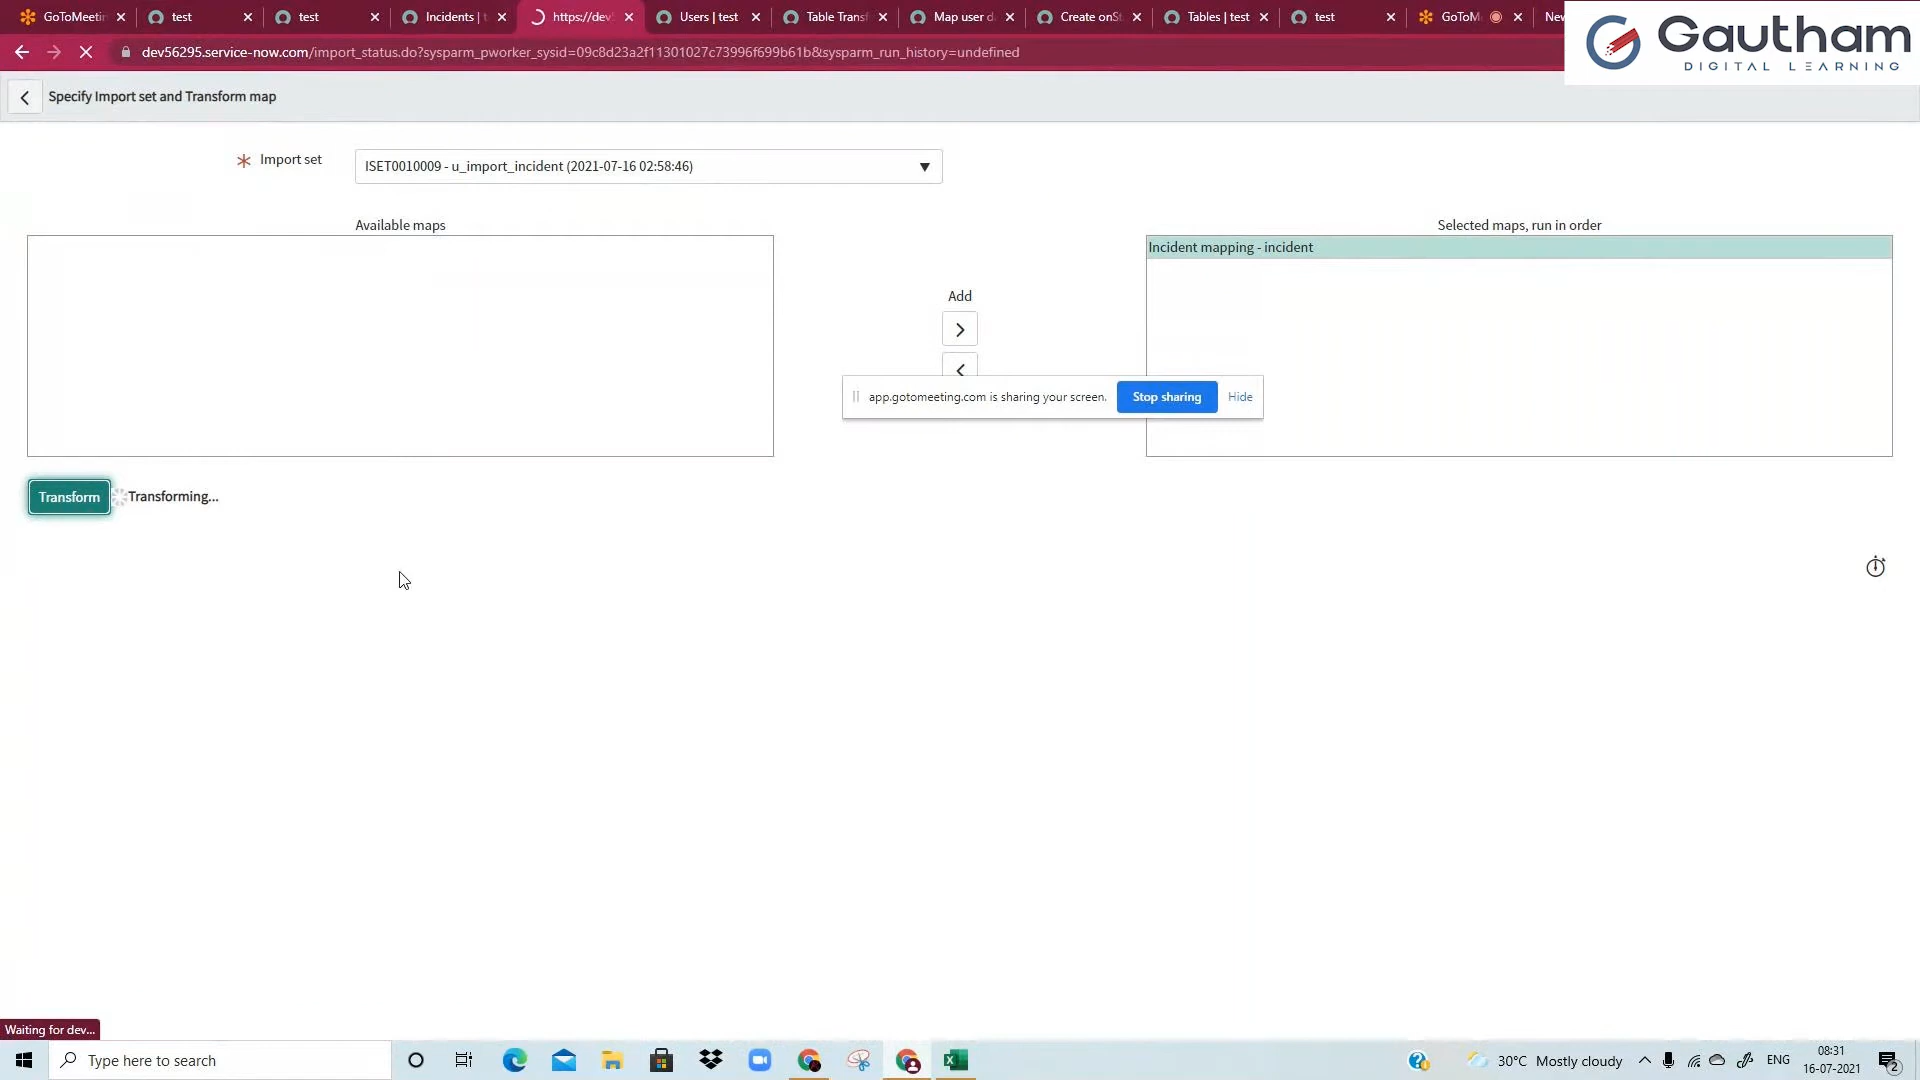 GoToMeetin
test
test
Incidents | t
https://dev
Users | test
Table Transf
Map user d
Create onSt
Tables | test
test
GoToM
New
Gautham
DIGITAL LEARNING
dev56295.service-now.com/import_status.do?sysparm_pworker_sysid=09c8d23a2f11301027c73996f699b61b&sysparm_run_history=undefined
Specify Import set and Transform map
Import set
ISET0010009 - u_import_incident (2021-07-16 02:58:46)
Available maps
Selected maps, run in order
Incident mapping - incident
Add
app.gotomeeting.com is sharing your screen.
Stop sharing
Hide
Transform
Transforming...
Waiting for dev...
Type here to search
30°C Mostly cloudy
ENG
08:31
16-07-2021
2